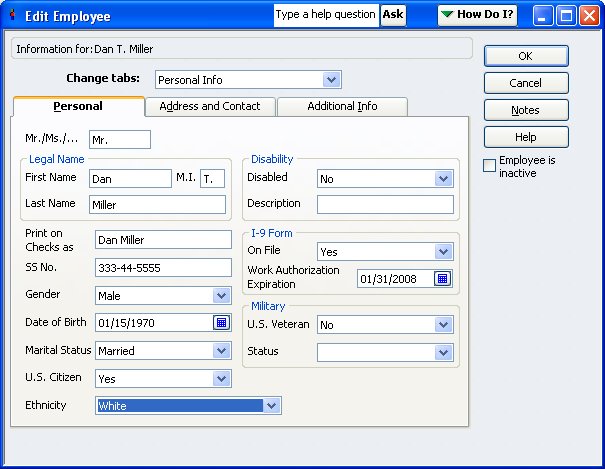 Edit Employee Type a help question Ask How Do I?
Information for: Dan T. Miller
Change tabs: Personal Info
Personal Address and Contact Additional Info
Mr./Ms./... Mr.
Legal Name
First Name Dan M.I. T.
Last Name Miller
Print on
Checks as Dan Miller
SS No. 333-44-5555
Gender Male
Date of Birth 01/15/1970
Marital Status Married
U.S. Citizen Yes
Ethnicity White
Disability
Disabled No
Description
I-9 Form
On File Yes
Work Authorization
Expiration 01/31/2008
Military
U.S. Veteran No
Status
OK
Cancel
Notes
Help
Employee is
inactive